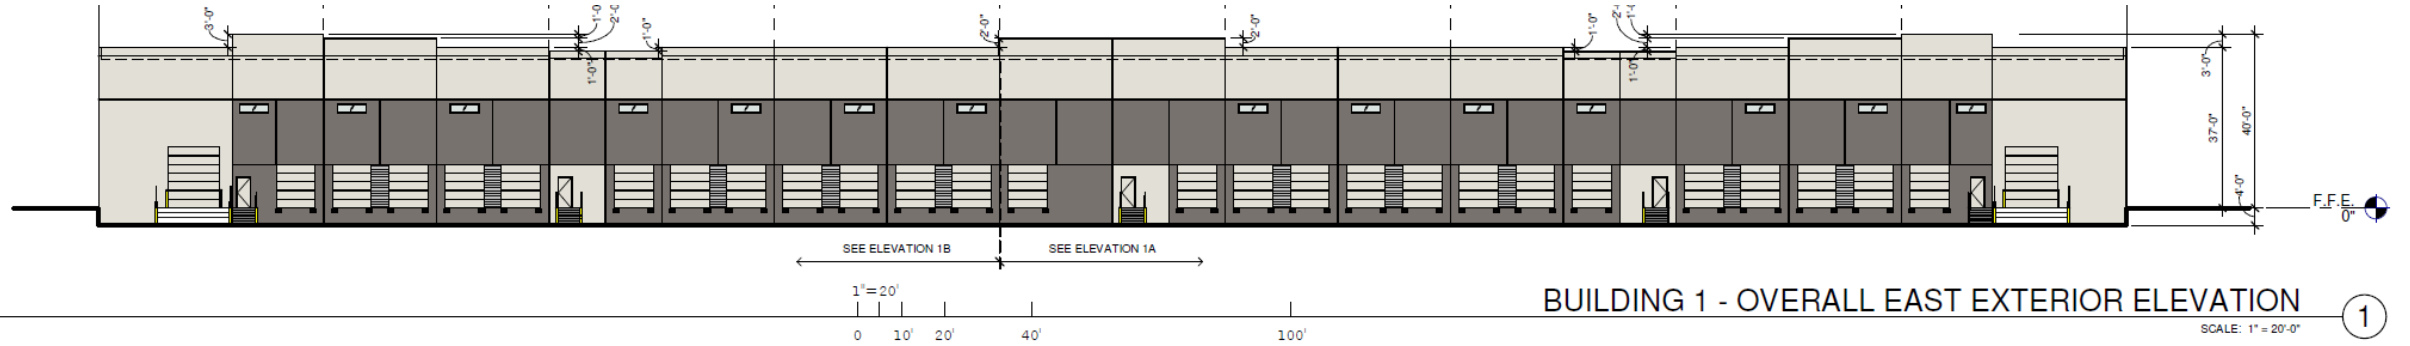 3'-0"
1'-0
2'-0
1'-0"
1'-0"
2'-0"
2'-0"
1'-0"
1'-0"
3'-0"
37'-0"
40'-0"
4'-0"
F.F.E.
0"
SEE ELEVATION 1B
SEE ELEVATION 1A
1"=20'
0 10' 20' 40' 100'
BUILDING 1 - OVERALL EAST EXTERIOR ELEVATION
1
SCALE: 1" = 20'-0"